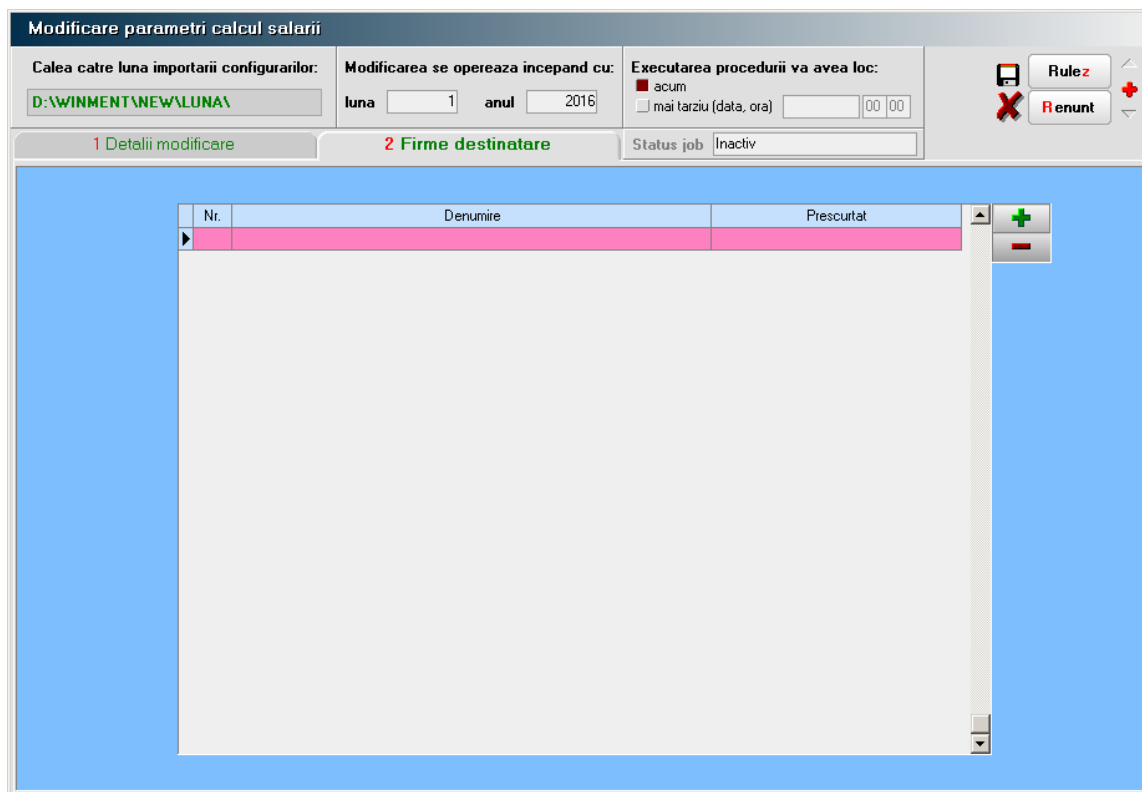 Modificare parametri calcul salarii
Calea catre luna importarii configurarilor:
D:\WINMENT\NEW\LUNA\
Modificarea se opereaza incepand cu:
luna 1 anul 2016
Executarea procedurii va avea loc:
acum
mai tarziu (data, ora) 00 00
Rulez
Renunt
1 Detalii modificare
2 Firme destinatare
Status job Inactiv
Nr. Denumire Prescurtat